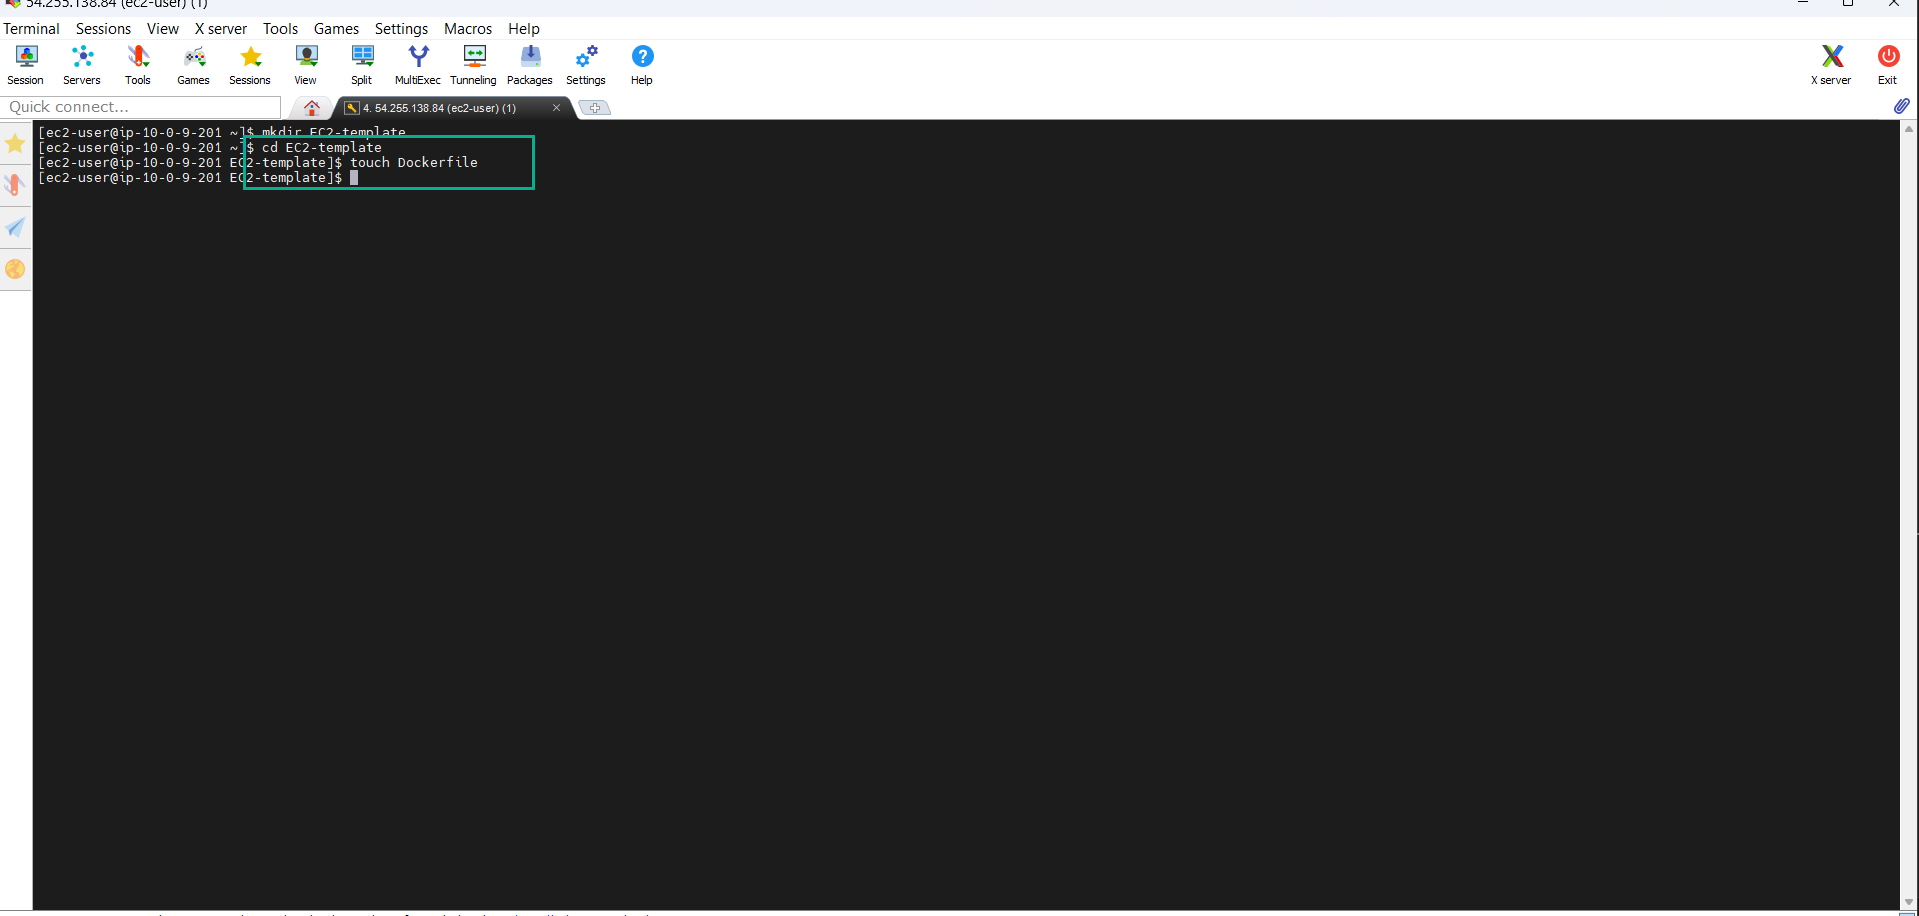 54.255.138.84 (ec2-user) (1)
Terminal Sessions View X server Tools Games Settings Macros Help
Session Servers Tools Games Sessions View Split MultiExec Tunneling Packages Settings Help X server Exit
Quick connect...
4. 54.255.138.84 (ec2-user) (1)
[ec2-user@ip-10-0-9-201 ~]$ mkdir EC2-template
[ec2-user@ip-10-0-9-201 ~]$ cd EC2-template
[ec2-user@ip-10-0-9-201 EC2-template]$ touch Dockerfile
[ec2-user@ip-10-0-9-201 EC2-template]$